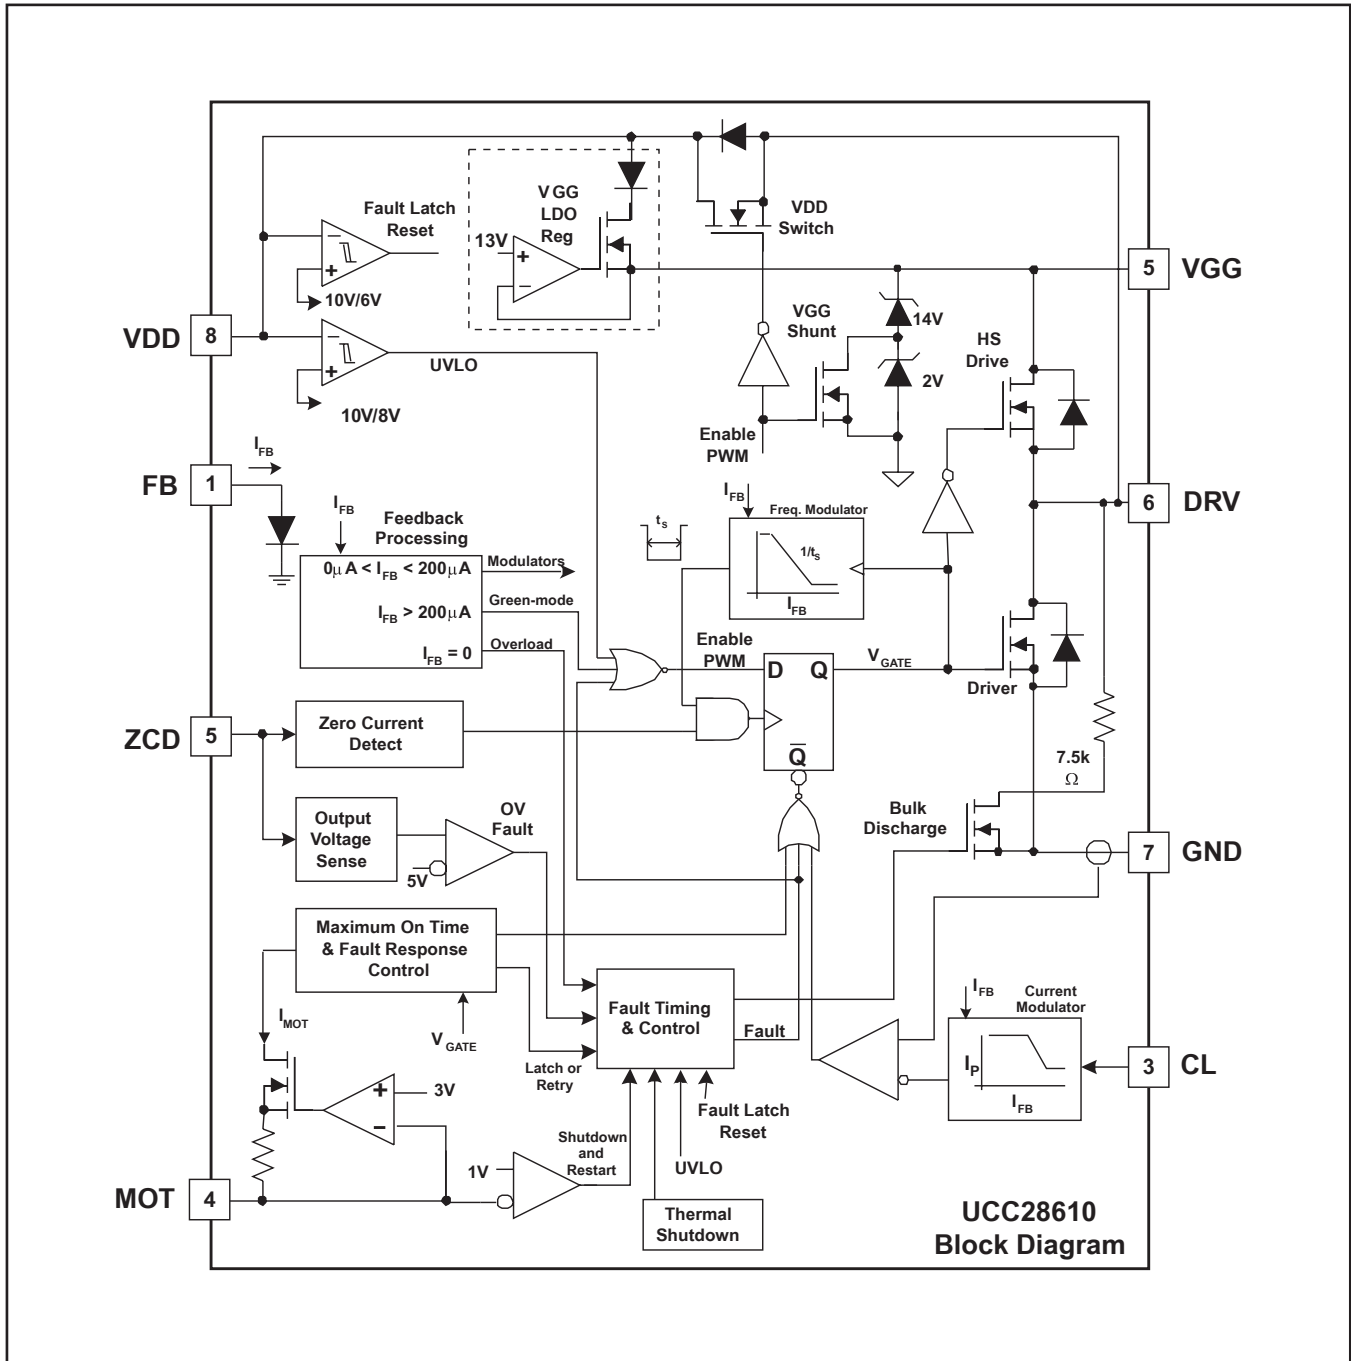 V GG
LDO
Reg
13V
+
−
Fault Latch
Reset
−
+
10V/6V
VDD
Switch
5
VGG
VDD
8
−
+
UVLO
10V/8V
VGG
Shunt
14V
2V
HS
Drive
Enable
PWM
I FB
FB
1
I FB
Feedback
Processing
0μA < I FB < 200μA
Modulators
I FB > 200μA
Green-mode
I FB = 0
Overload
t s
I FB
Freq. Modulator
1/t s
I FB
6
DRV
Enable
PWM
D
Q
Q̅
V GATE
Driver
ZCD
5
Zero Current
Detect
7.5k
Ω
Output
Voltage
Sense
OV
Fault
5V
Bulk
Discharge
7
GND
Maximum On Time
& Fault Response
Control
I MOT
V GATE
Latch or
Retry
Fault Timing
& Control
Fault
I FB
Current
Modulator
I P
I FB
3
CL
+
3V
−
Fault Latch
Reset
UVLO
Shutdown
and
Restart
1V
MOT
4
Thermal
Shutdown
UCC28610
Block Diagram